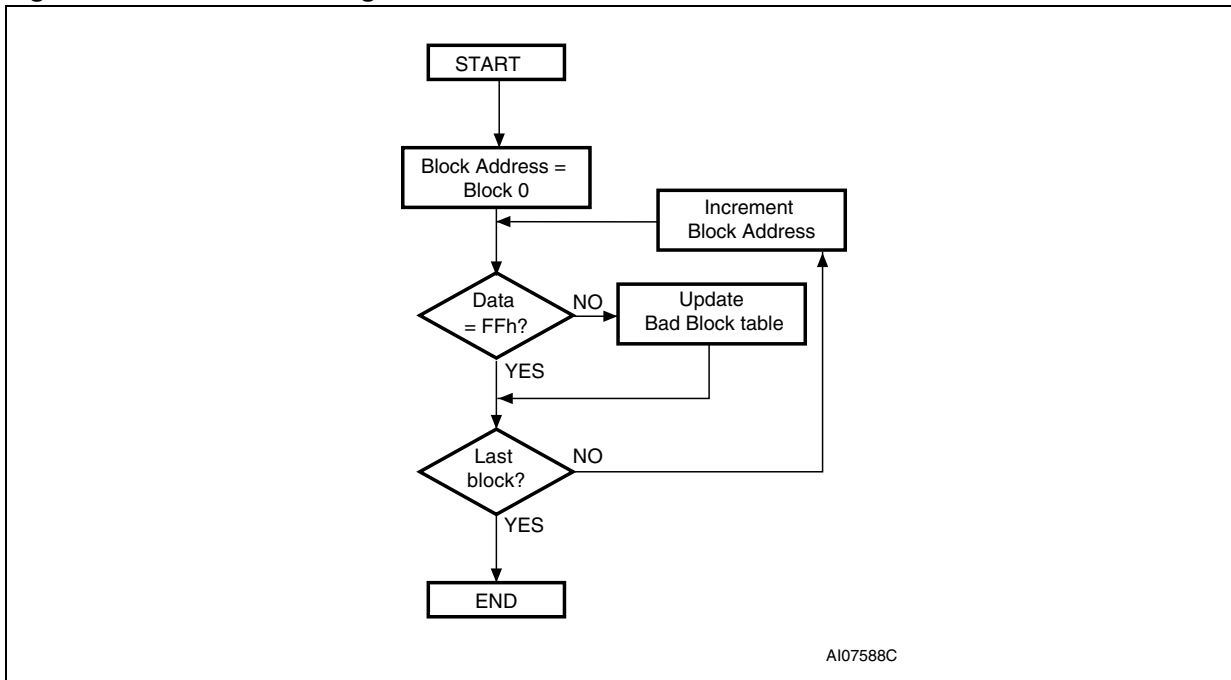 START
Block Address =
Block 0
Increment
Block Address
Data
= FFh?
NO
Update
Bad Block table
YES
Last
block?
NO
YES
END
AI07588C